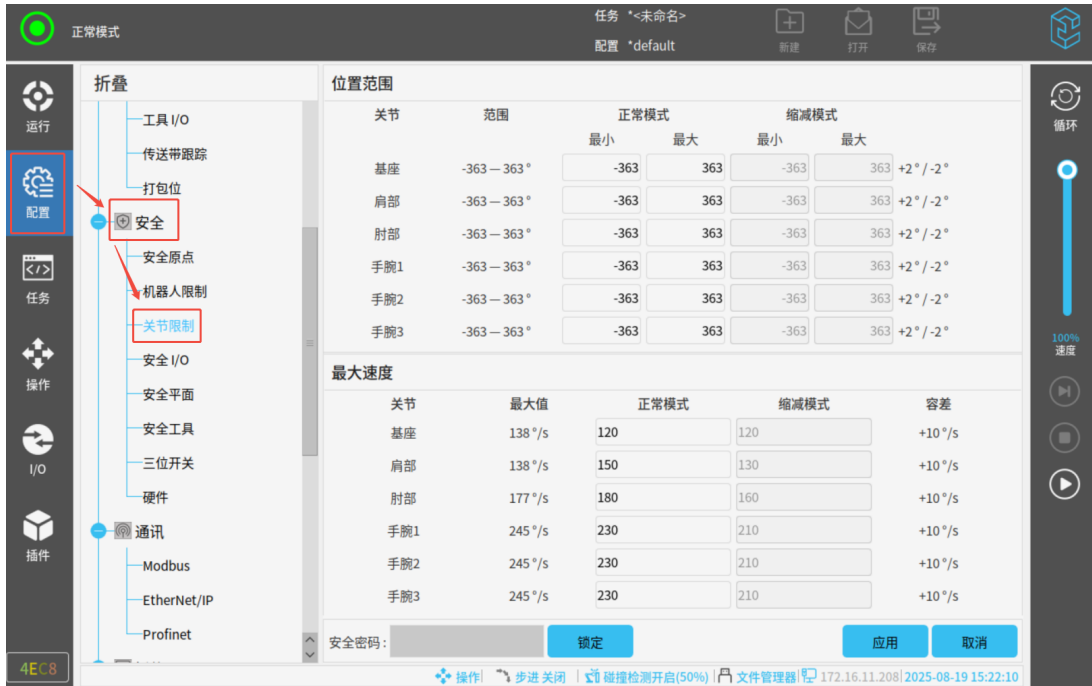 正常模式
任务 *<未命名>
配置 *default
新建
打开
保存
运行
配置
任务
操作
I/O
插件
4EC8
折叠
工具 I/O
传送带跟踪
打包位
安全
安全原点
机器人限制
关节限制
安全 I/O
安全平面
安全工具
三位开关
硬件
通讯
Modbus
EtherNet/IP
Profinet
位置范围
关节 范围 正常模式 缩减模式
最小 最大 最小 最大
基座 -363 — 363 ° -363 363 -363 363 +2 ° / -2 °
肩部 -363 — 363 ° -363 363 -363 363 +2 ° / -2 °
肘部 -363 — 363 ° -363 363 -363 363 +2 ° / -2 °
手腕1 -363 — 363 ° -363 363 -363 363 +2 ° / -2 °
手腕2 -363 — 363 ° -363 363 -363 363 +2 ° / -2 °
手腕3 -363 — 363 ° -363 363 -363 363 +2 ° / -2 °
最大速度
关节 最大值 正常模式 缩减模式 容差
基座 138 °/s 120 120 +10 °/s
肩部 138 °/s 150 130 +10 °/s
肘部 177 °/s 180 160 +10 °/s
手腕1 245 °/s 230 210 +10 °/s
手腕2 245 °/s 230 210 +10 °/s
手腕3 245 °/s 230 210 +10 °/s
安全密码: 锁定 应用 取消
操作 步进 关闭 碰撞检测开启(50%) 文件管理器 172.16.11.208 2025-08-19 15:22:10
循环
100%
速度